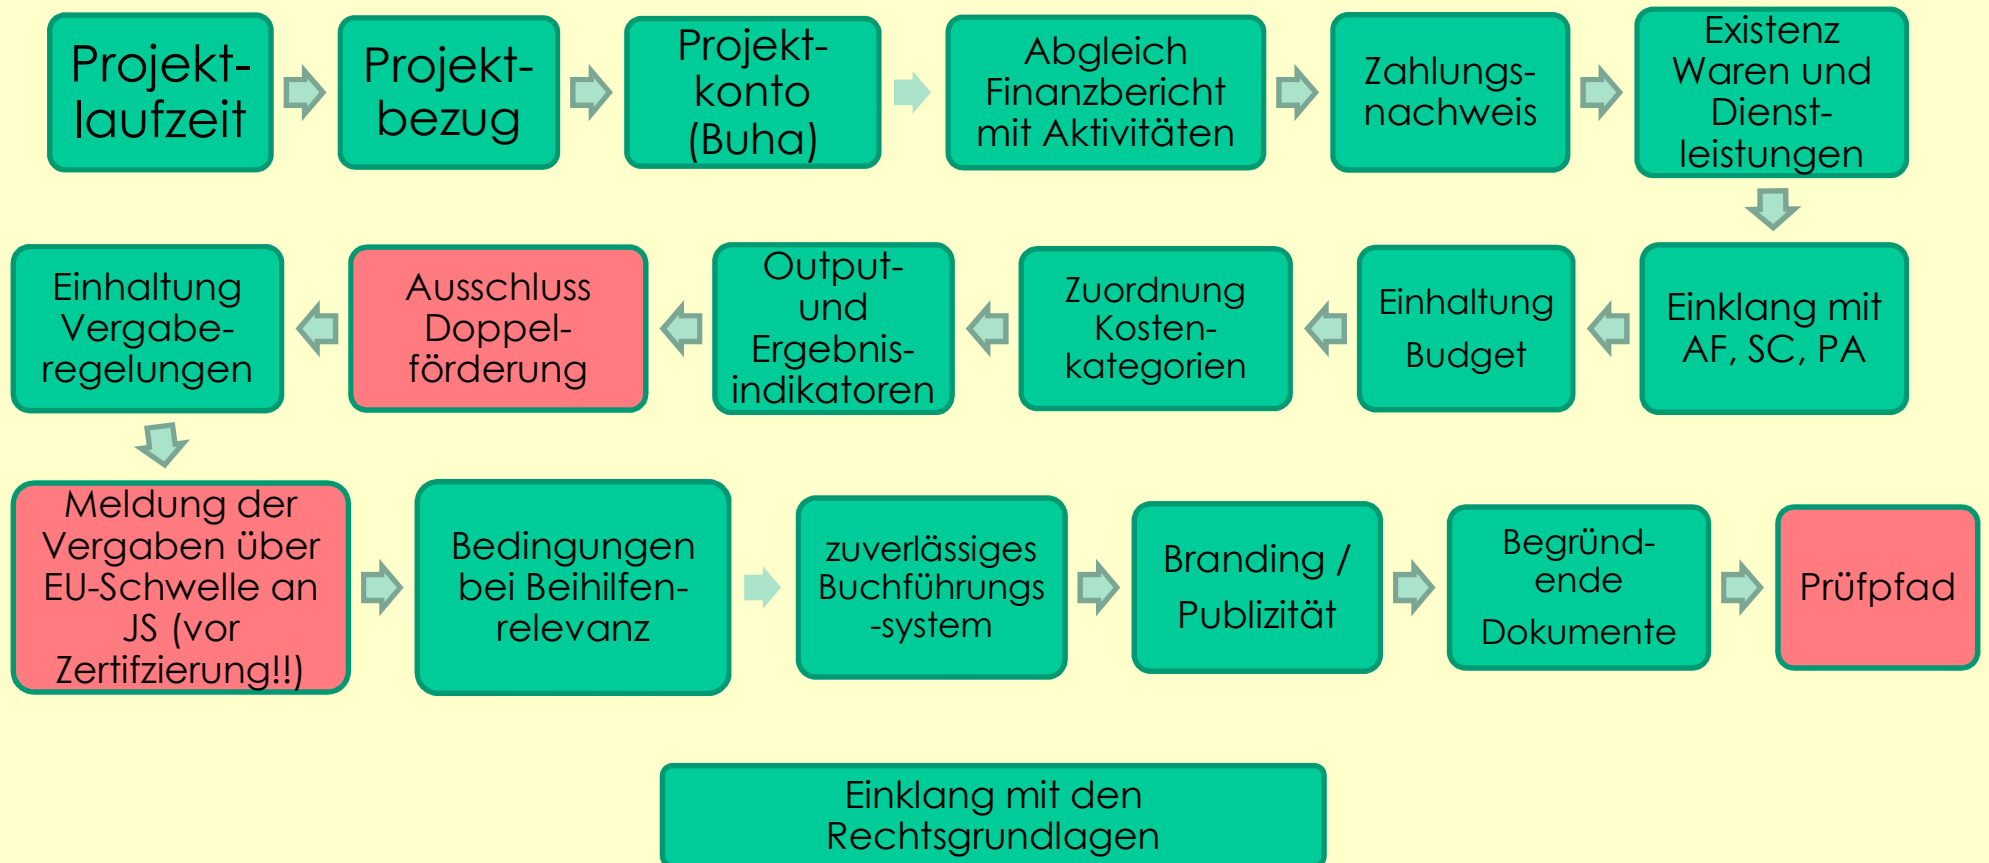 Projekt-
laufzeit
Projekt-
bezug
Projekt-
konto
(Buha)
Abgleich
Finanzbericht
mit Aktivitäten
Zahlungs-
nachweis
Existenz
Waren und
Dienst-
leistungen
Einklang mit
AF, SC, PA
Einhaltung
Budget
Zuordnung
Kosten-
kategorien
Output-
und
Ergebnis-
indikatoren
Ausschluss
Doppel-
förderung
Einhaltung
Vergabe-
regelungen
Meldung der
Vergaben über
EU-Schwelle an
JS (vor
Zertifzierung!!)
Bedingungen
bei Beihilfen-
relevanz
zuverlässiges
Buchführungs
-system
Branding /
Publizität
Begründ-
ende
Dokumente
Prüfpfad
Einklang mit den
Rechtsgrundlagen